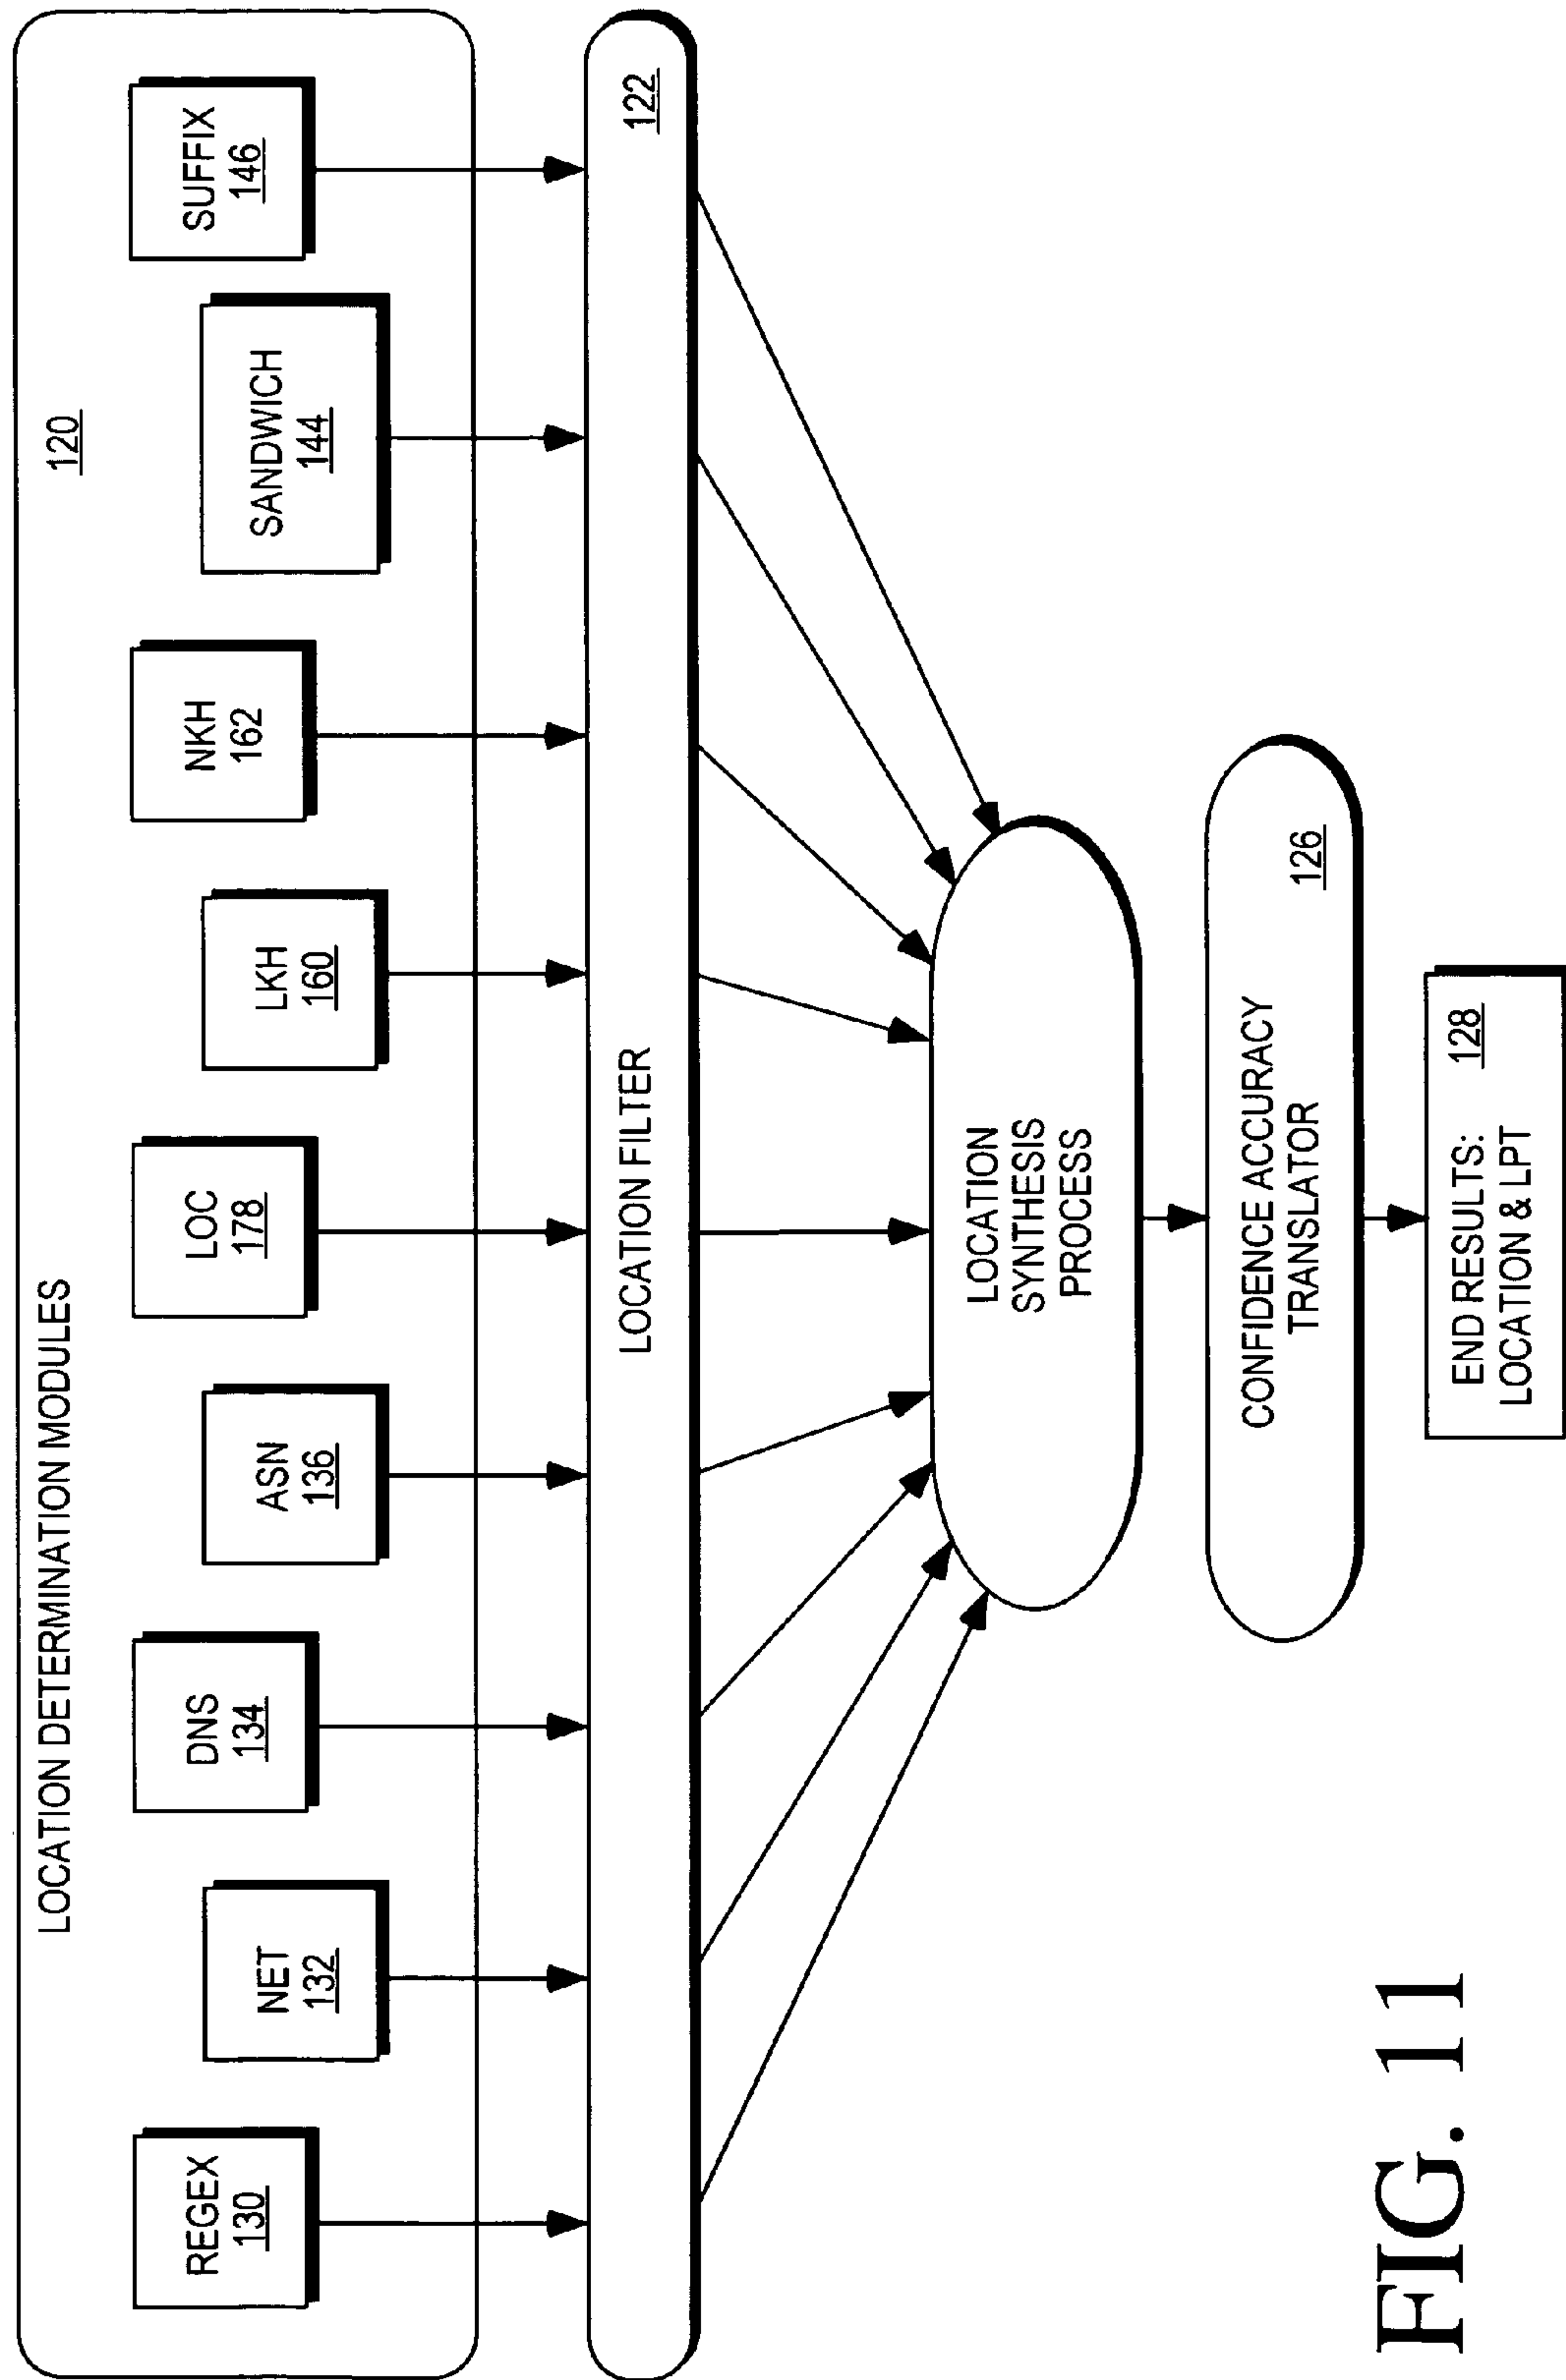 LOCATION DETERMINATION MODULES
120
REGEX
130
NET
132
DNS
134
ASN
136
LOC
178
LKH
160
NKH
162
SANDWICH
144
SUFFIX
146
LOCATION FILTER
122
LOCATION
SYNTHESIS
PROCESS
CONFIDENCE ACCURACY
TRANSLATOR
126
END RESULTS:
128
LOCATION & LPT
FIG. 11